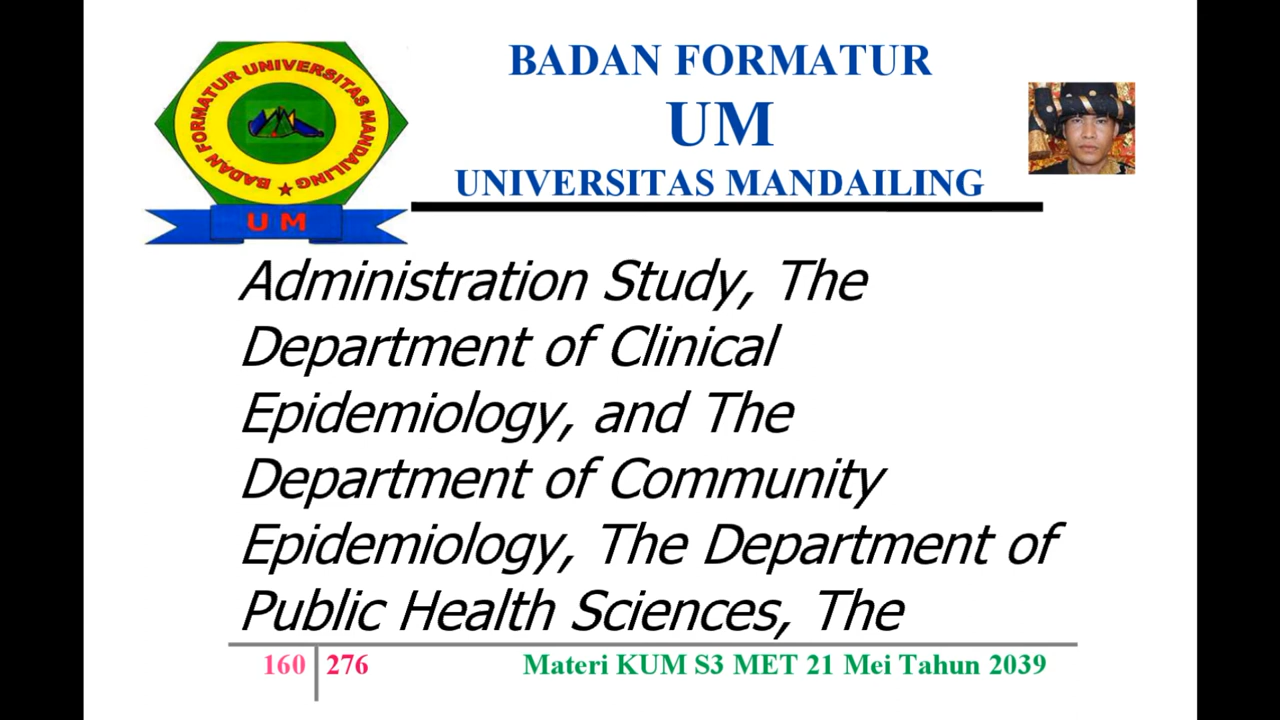 BADAN FORMATUR UNIVERSITAS MANDAILING
UM
BADAN FORMATUR
UM
UNIVERSITAS MANDAILING
Administration Study, The
Department of Clinical
Epidemiology, and The
Department of Community
Epidemiology, The Department of
Public Health Sciences, The
160 276 Materi KUM S3 MET 21 Mei Tahun 2039